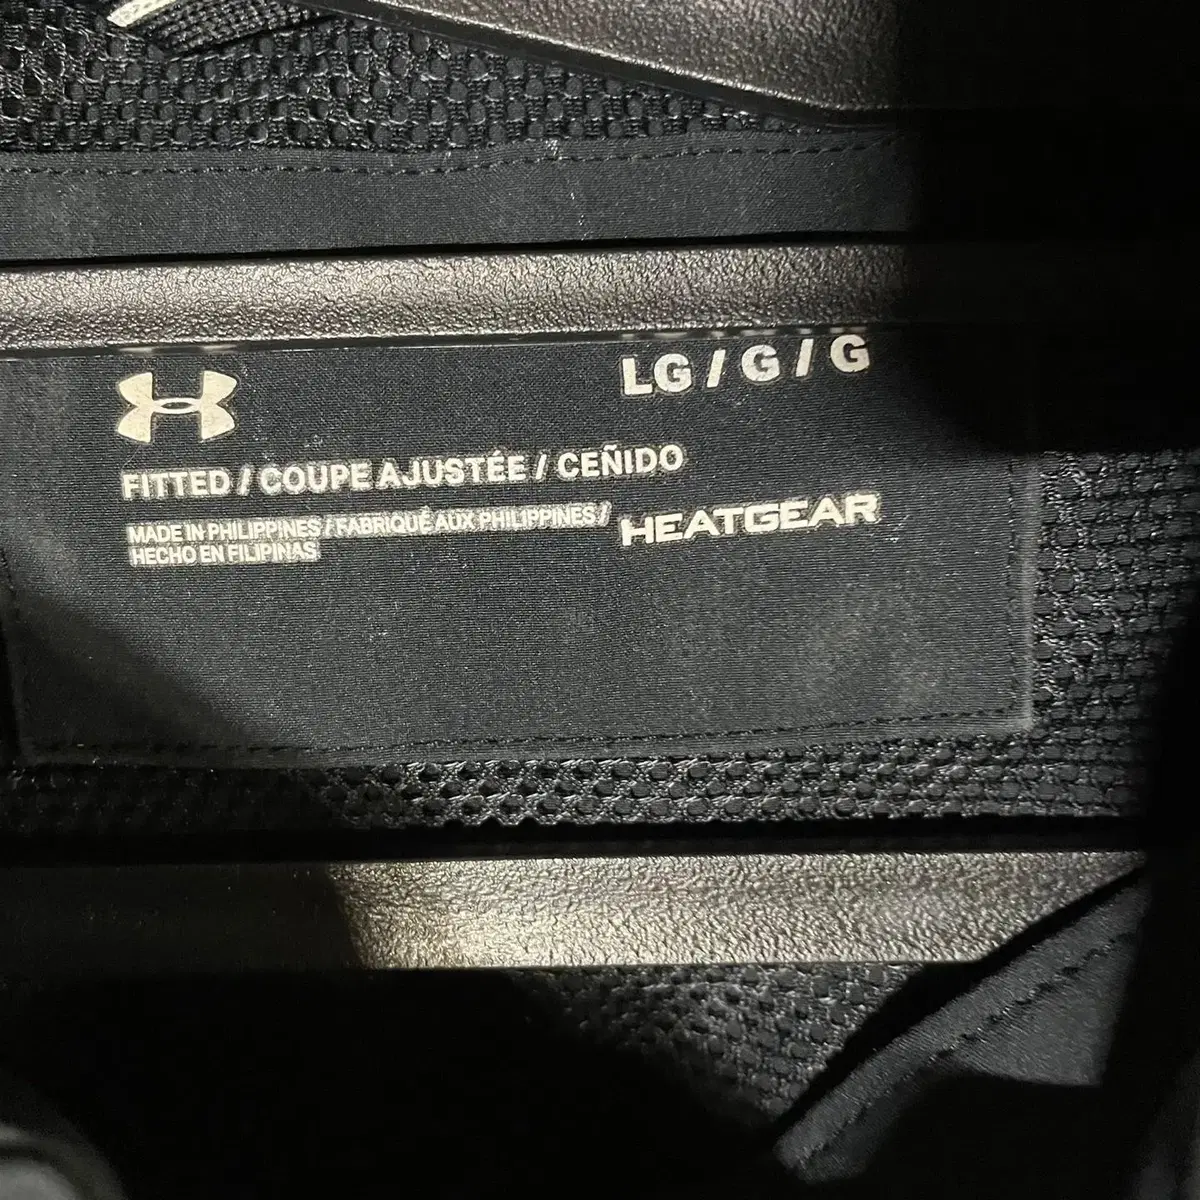 LG / G / G
FITTED / COUPE AJUSTÉE / CEÑIDO
MADE IN PHILIPPINES / FABRIQUÉ AUX PHILIPPINES /
HECHO EN FILIPINAS
HEATGEAR